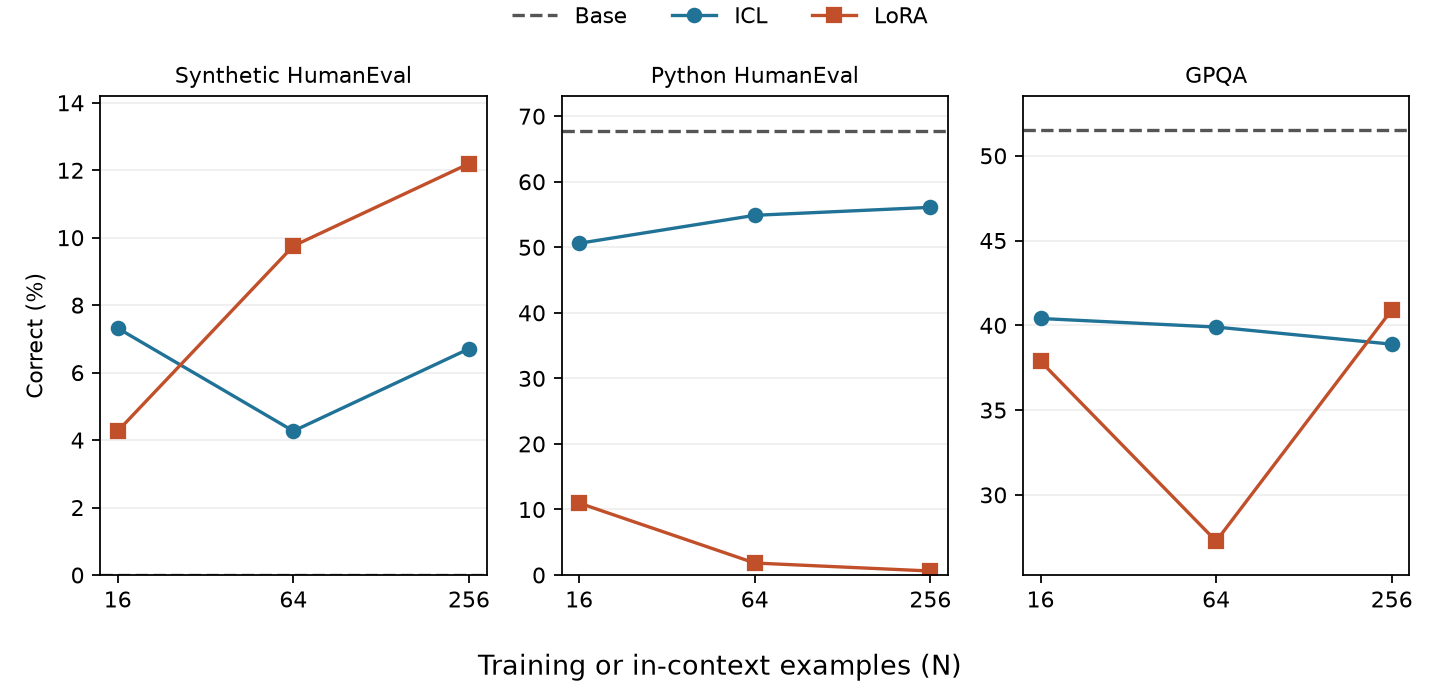 Base ICL LoRA
Synthetic HumanEval
14
12
10
8
6
4
2
0
Correct (%)
16 64 256
Python HumanEval
70
60
50
40
30
20
10
0
16 64 256
GPQA
50
45
40
35
30
16 64 256
Training or in-context examples (N)